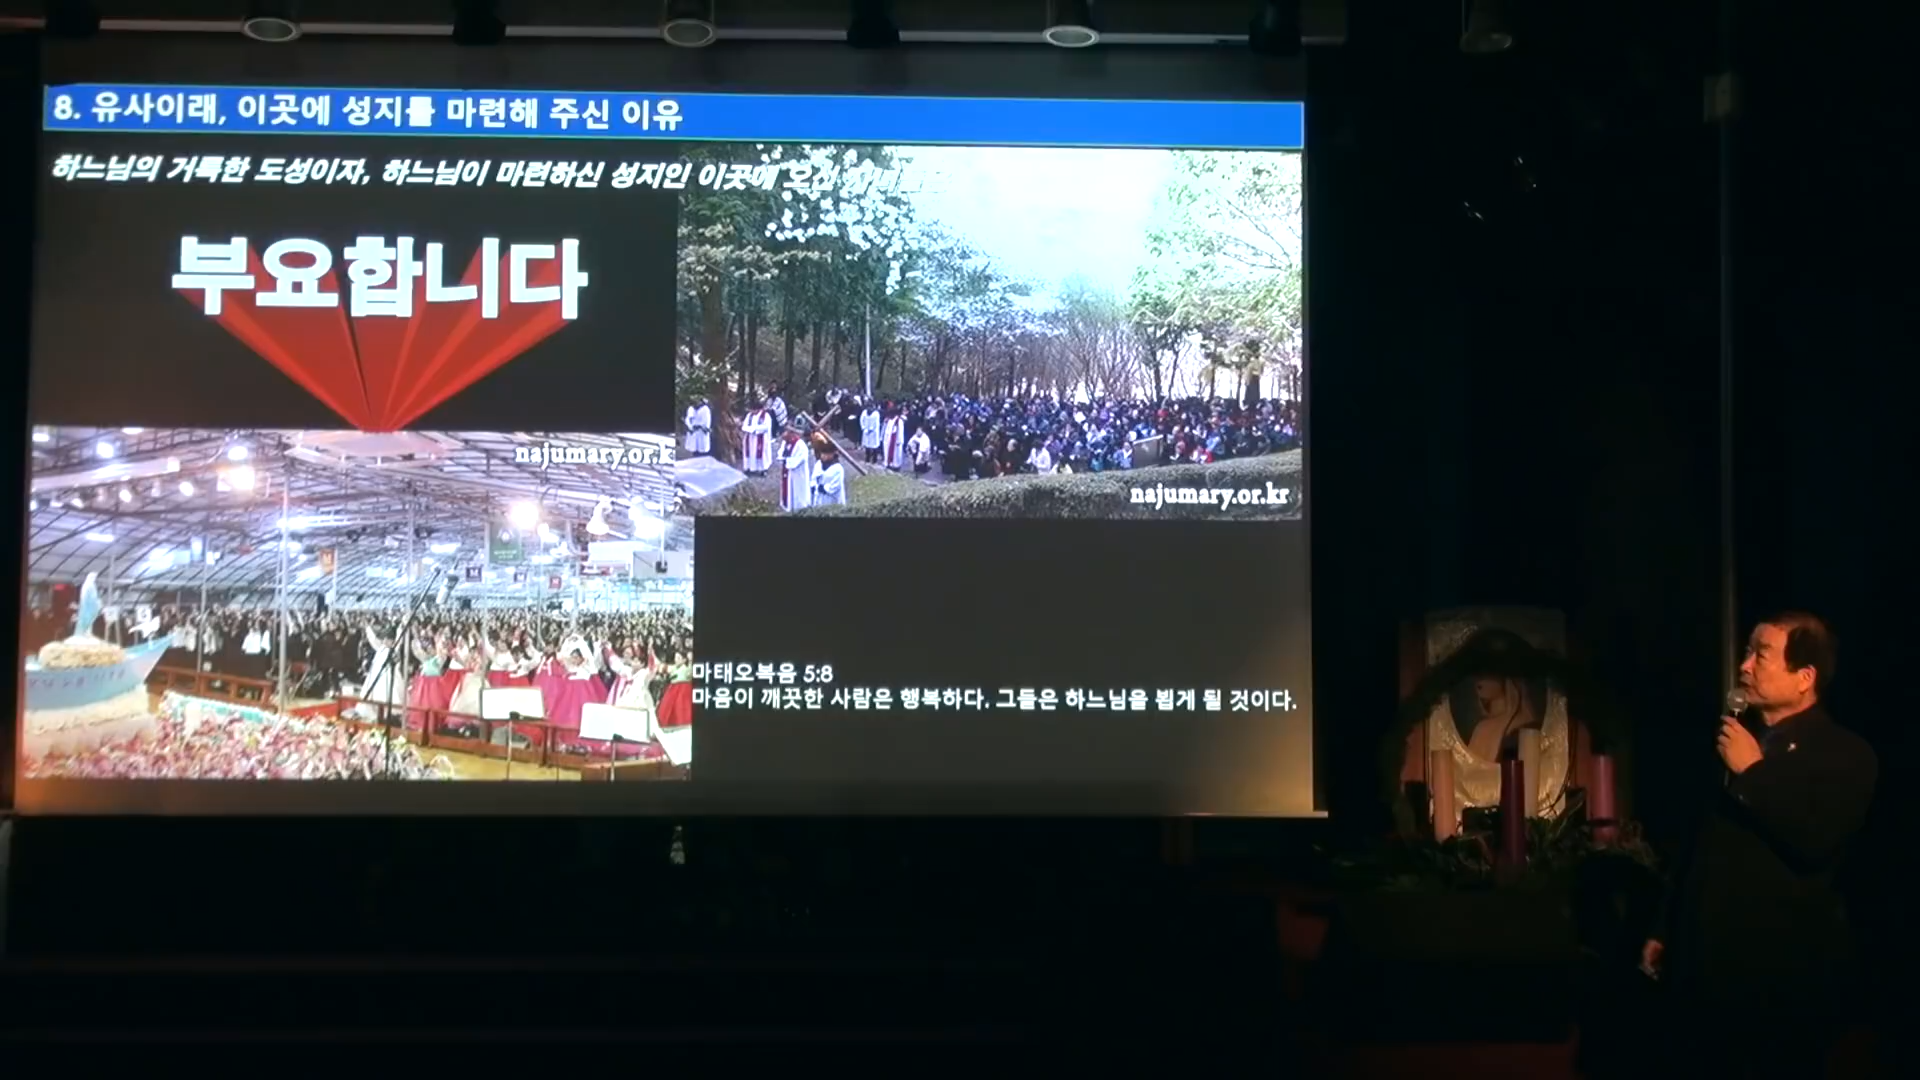 8. 유사이래, 이곳에 성지를 마련해 주신 이유
하느님의 거룩한 도성이자, 하느님이 마련하신 성지인 이곳에 오신
부요합니다
najumary.or.k
najumary.or.kr
마태오복음 5:8
마음이 깨끗한 사람은 행복하다. 그들은 하느님을 뵙게 될 것이다.